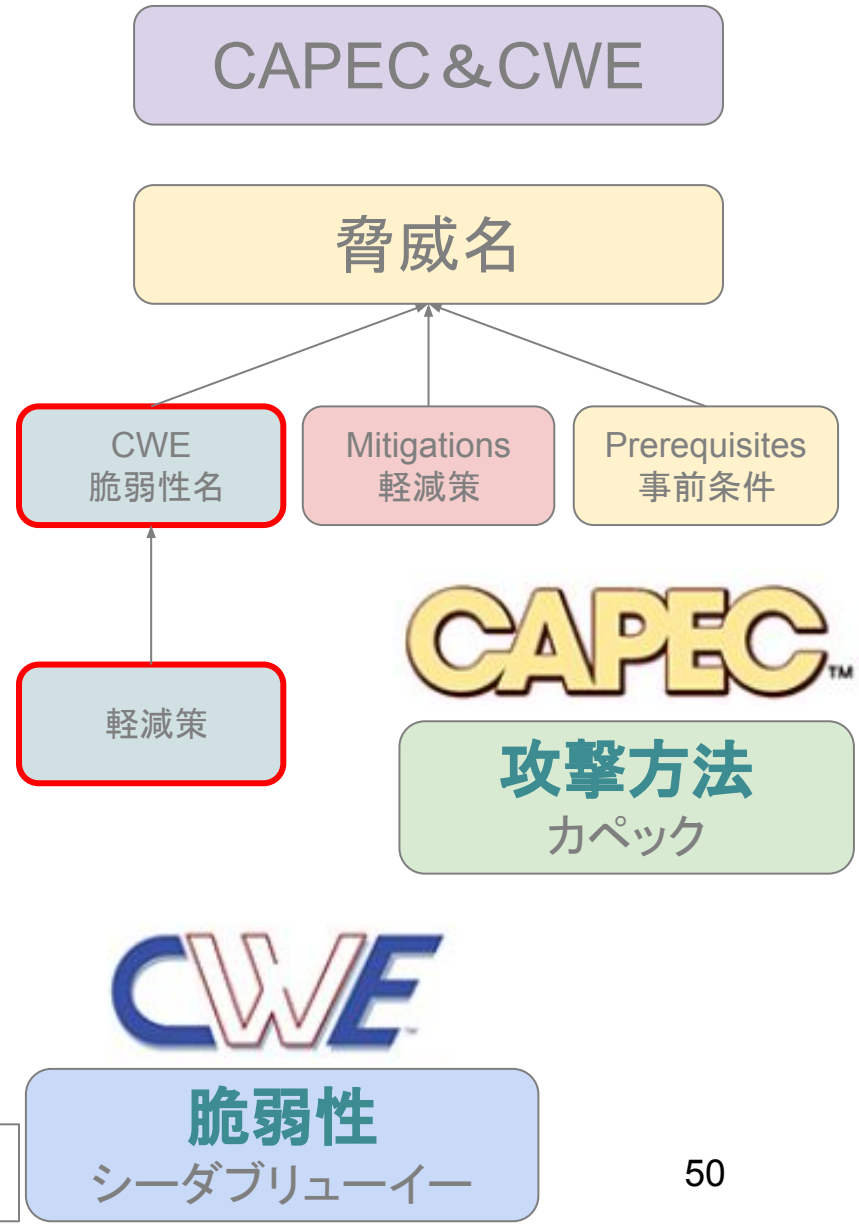 CAPEC＆CWE
脅威名
CWE
脆弱性名
Mitigations
軽減策
Prerequisites
事前条件
軽減策
CAPEC™
攻撃方法
カペック
CWE
脆弱性
シーダブリューイー
50